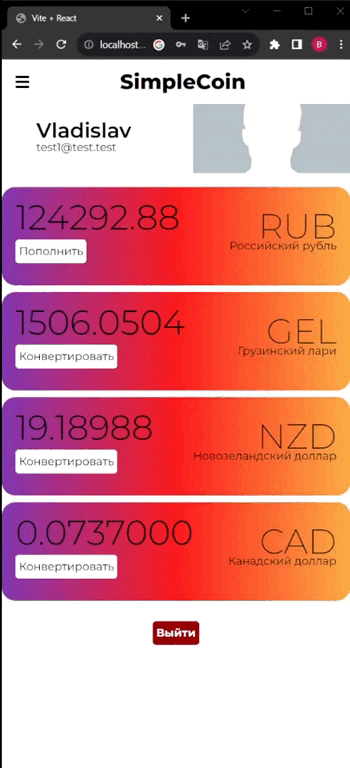 Vite + React
localhost...
B
SimpleCoin
Vladislav
test1@test.test
124292.88
RUB
Российский рубль
Пополнить
1506.0504
GEL
Грузинский лари
Конвертировать
19.18988
NZD
Новозеландский доллар
Конвертировать
0.0737000
CAD
Канадский доллар
Конвертировать
Выйти